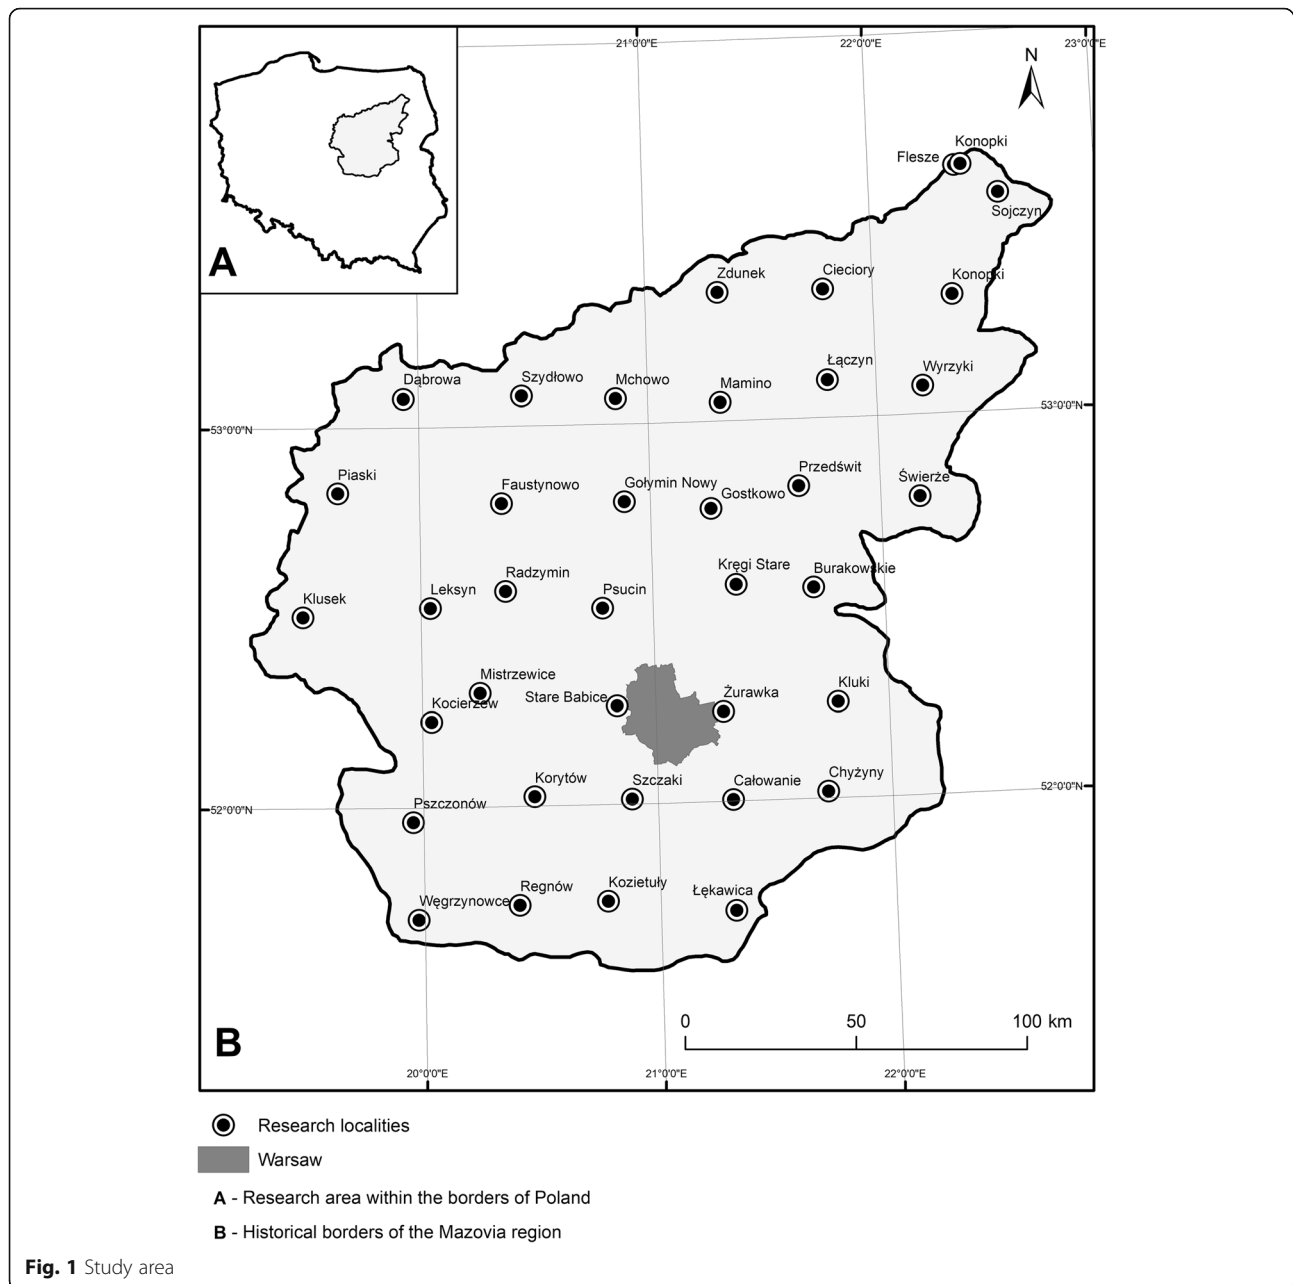 21°0'0"E
22°0'0"E
23°0'0"E
N
A
Konopki
Flesze
Sojczyn
Zdunek
Cieciory
Konopki
Łączyn
Wyrzyki
Dąbrowa
Szydłowo
Mchowo
Mamino
53°0'0"N
53°0'0"N
Piaski
Faustynowo
Gołymin Nowy
Gostkowo
Przedświt
Świerże
Kręgi Stare
Burakowskie
Radzymin
Leksyn
Psucin
Klusek
Mistrzewice
Stare Babice
Żurawka
Kluki
Kocierzew
Korytów
Szczaki
Całowanie
Chyżyny
52°0'0"N
52°0'0"N
Pszczonów
Węgrzynowce
Regnów
Kozietuły
Łękawica
0
50
100 km
B
20°0'0"E
21°0'0"E
22°0'0"E
Research localities
Warsaw
A - Research area within the borders of Poland
B - Historical borders of the Mazovia region
Fig. 1 Study area